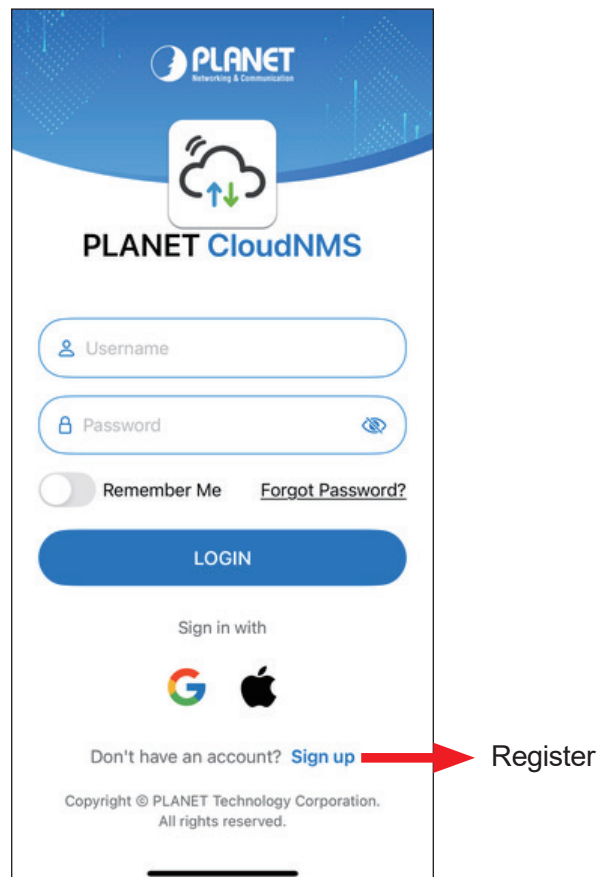 PLANET
Networking & Communication
PLANET CloudNMS
Username
Password
Remember Me Forgot Password?
LOGIN
Sign in with
Don't have an account? Sign up
Register
Copyright © PLANET Technology Corporation.
All rights reserved.